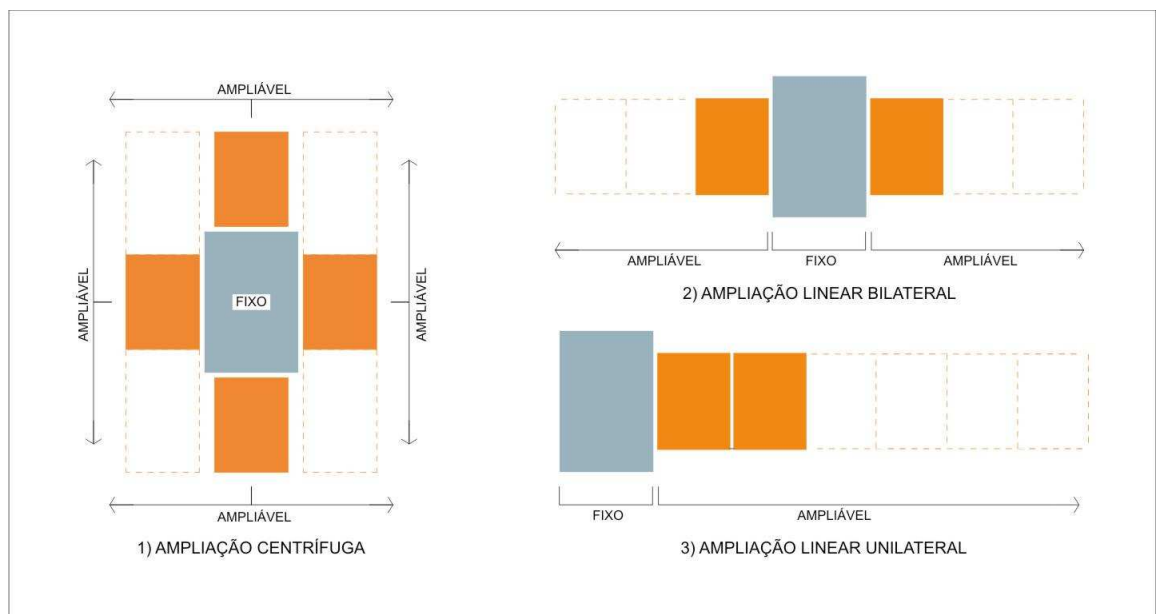 AMPLIÁVEL
AMPLIÁVEL
FIXO
AMPLIÁVEL
AMPLIÁVEL
1) AMPLIAÇÃO CENTRÍFUGA
AMPLIÁVEL FIXO AMPLIÁVEL
2) AMPLIAÇÃO LINEAR BILATERAL
FIXO AMPLIÁVEL
3) AMPLIAÇÃO LINEAR UNILATERAL